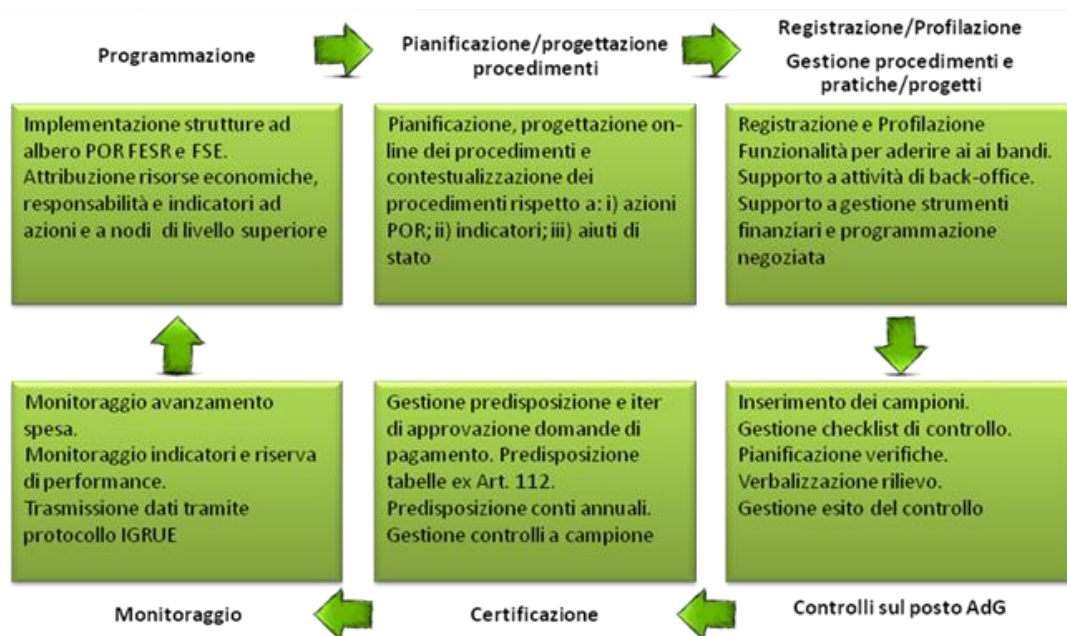 Programmazione
Pianificazione/progettazione
procedimenti
Registrazione/Profilazione
Gestione procedimenti e
pratiche/progetti
Implementazione strutture ad
albero POR FESR e FSE.
Attribuzione risorse economiche,
responsabilità e indicatori ad
azioni e a nodi di livello superiore
Pianificazione, progettazione on-
line dei procedimenti e
contestualizzazione dei
procedimenti rispetto a: i) azioni
POR; ii) indicatori; iii) aiuti di
stato
Registrazione e Profilazione
Funzionalità per aderire ai ai bandi.
Supporto a attività di back-office.
Supporto a gestione strumenti
finanziari e programmazione
negoziata
Monitoraggio avanzamento
spesa.
Monitoraggio indicatori e riserva
di performance.
Trasmissione dati tramite
protocollo IGRUE
Gestione predisposizione e iter
di approvazione domande di
pagamento. Predisposizione
tabelle ex Art. 112.
Predisposizione conti annuali.
Gestione controlli a campione
Inserimento dei campioni.
Gestione checklist di controllo.
Pianificazione verifiche.
Verbalizzazione rilievo.
Gestione esito del controllo
Monitoraggio
Certificazione
Controlli sul posto AdG